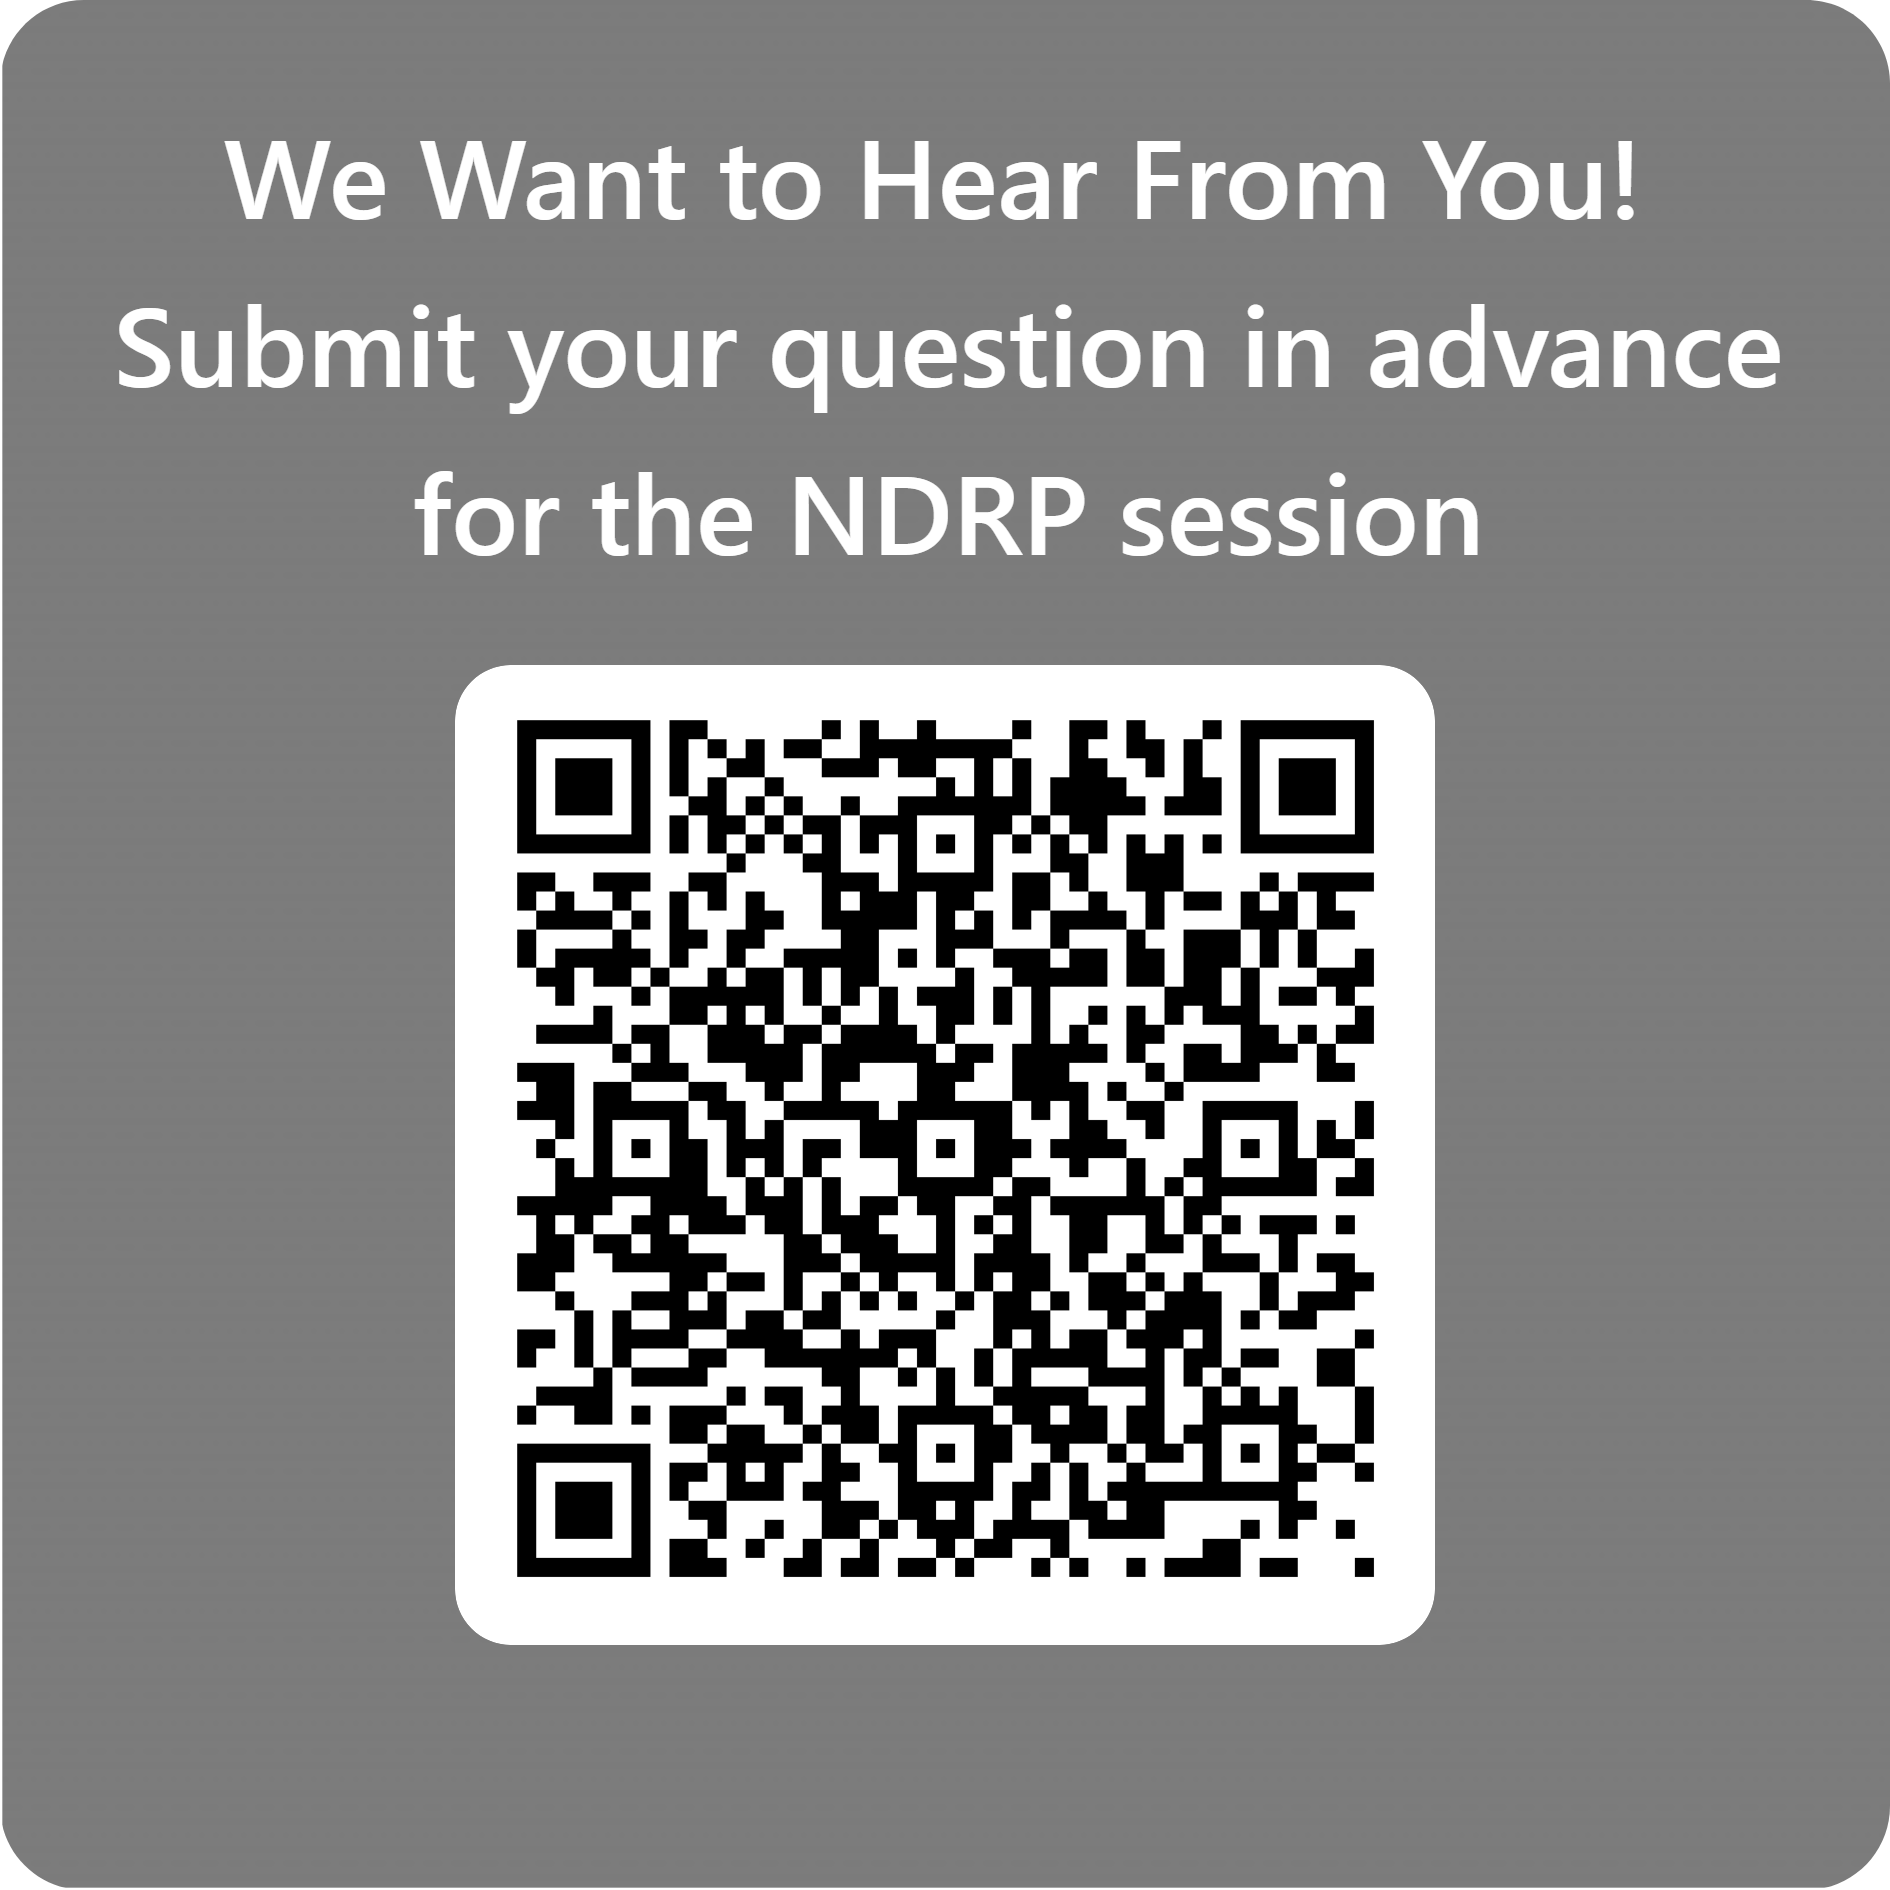 We Want to Hear From You!
Submit your question in advance
for the NDRP session